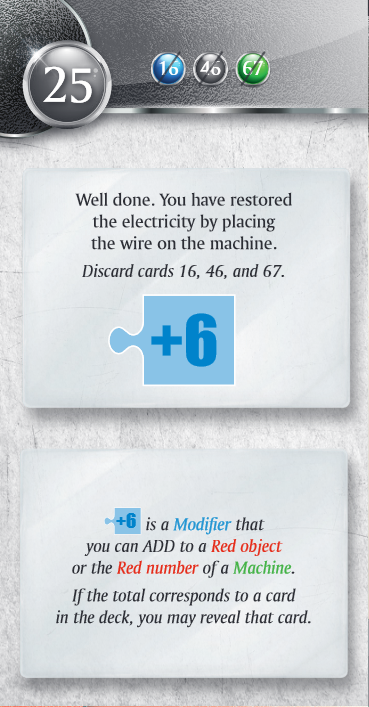 25 16 46 67
Well done. You have restored
the electricity by placing
the wire on the machine.
Discard cards 16, 46, and 67.
+6
+6 is a Modifier that
you can ADD to a Red object
or the Red number of a Machine.
If the total corresponds to a card
in the deck, you may reveal that card.